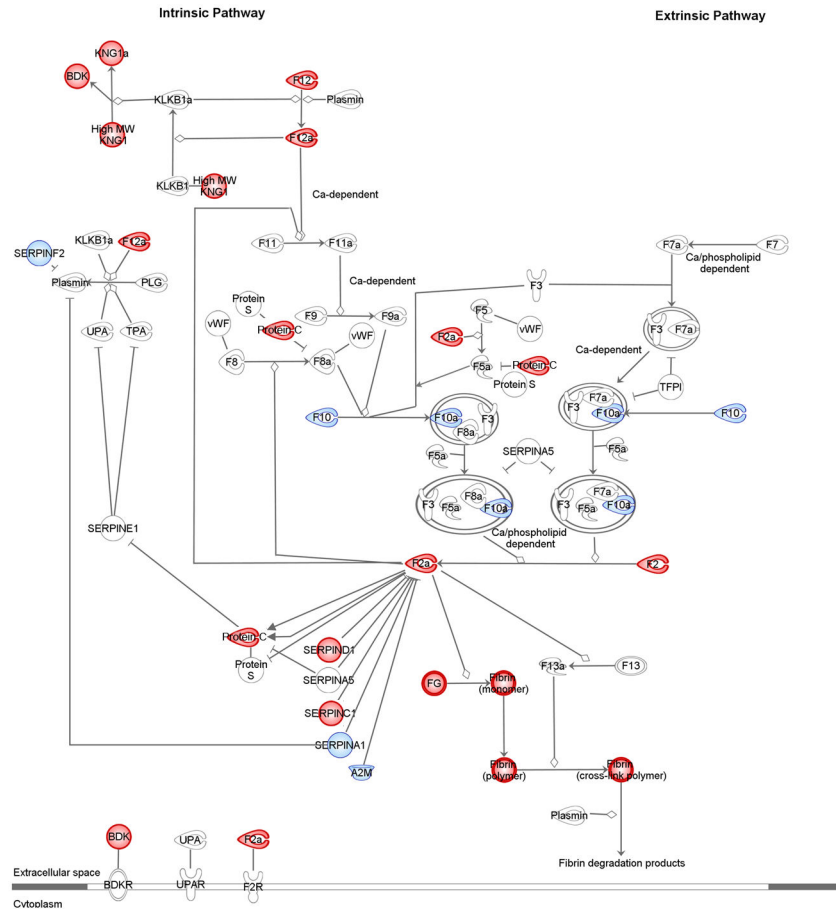 Intrinsic Pathway
Extrinsic Pathway
KNG1a
BDK
F12
KLKB1a
Plasmin
High MW
KNG1
F12a
KLKB1
High MW
KNG1
Ca-dependent
KLKB1a
F12a
SERPINF2
Plasmin
PLG
UPA
TPA
F11
F11a
Ca-dependent
F7a
F7
Ca/phospholipid
dependent
F3
Protein
S
vWF
Protein-C
F9
F9a
vWF
F8
F8a
F5
F2a
vWF
F5a
Protein-C
Protein S
F3
F7a
Ca-dependent
TFPI
F10
F10a
F3
F8a
F7a
F3
F10a
F10
F5a
SERPINA5
F5a
F8a
F3
F5a
F10a
F7a
F3
F5a
F10a
Ca/phospholipid
dependent
SERPINE1
F2a
F2
Protein-C
Protein
S
SERPIND1
SERPINA5
SERPINC1
SERPINA1
A2M
F13a
F13
FG
Fibrin
(monomer)
Fibrin
(polymer)
Fibrin
(cross-link polymer)
Plasmin
Fibrin degradation products
BDK
UPA
F2a
Extracellular space
BDKR
UPAR
F2R
Cytoplasm